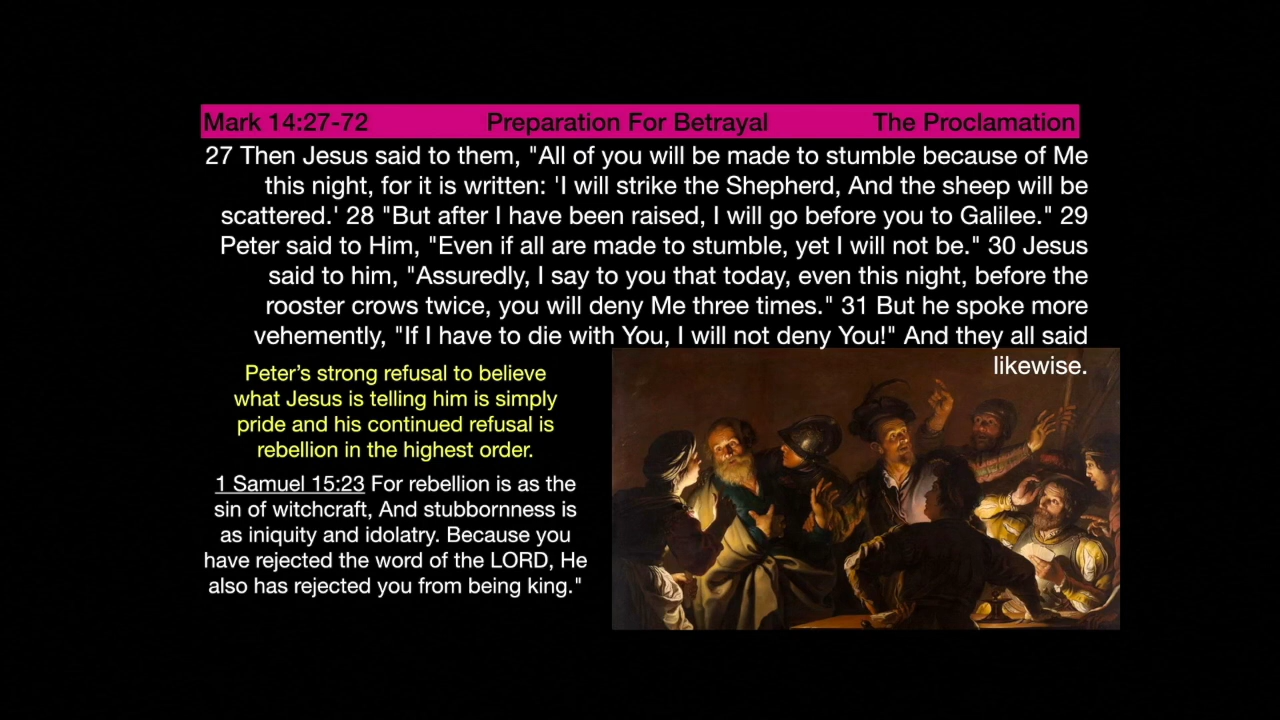 Mark 14:27-72 Preparation For Betrayal The Proclamation
27 Then Jesus said to them, "All of you will be made to stumble because of Me
this night, for it is written: 'I will strike the Shepherd, And the sheep will be
scattered.' 28 "But after I have been raised, I will go before you to Galilee." 29
Peter said to Him, "Even if all are made to stumble, yet I will not be." 30 Jesus
said to him, "Assuredly, I say to you that today, even this night, before the
rooster crows twice, you will deny Me three times." 31 But he spoke more
vehemently, "If I have to die with You, I will not deny You!" And they all said
likewise.
Peter’s strong refusal to believe
what Jesus is telling him is simply
pride and his continued refusal is
rebellion in the highest order.
1 Samuel 15:23 For rebellion is as the
sin of witchcraft, And stubbornness is
as iniquity and idolatry. Because you
have rejected the word of the LORD, He
also has rejected you from being king."